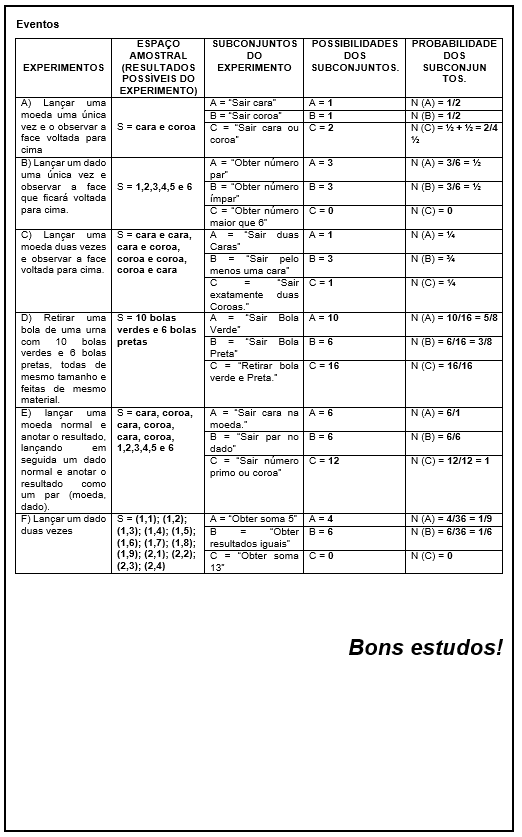 Eventos
EXPERIMENTOS
ESPAÇO
AMOSTRAL
(RESULTADOS
POSSÍVEIS DO
EXPERIMENTO)
SUBCONJUNTOS
DO
EXPERIMENTO
POSSIBILIDADES
DOS
SUBCONJUNTOS.
PROBABILIDADE
DOS
SUBCONJUN
TOS.
A) Lançar uma
moeda uma única
vez e o observar a
face voltada para
cima
S = cara e coroa
A = "Sair cara"
A = 1
N (A) = 1/2
B = "Sair coroa"
B = 1
N (B) = 1/2
C = "Sair cara ou
coroa"
C = 2
N (C) = ½ + ½ = 2/4
½
B) Lançar um dado
uma única vez e
observar a face
que ficará voltada
para cima.
S = 1,2,3,4,5 e 6
A = "Obter número
par"
A = 3
N (A) = 3/6 = ½
B = "Obter número
ímpar"
B = 3
N (B) = 3/6 = ½
C = "Obter número
maior que 6"
C = 0
N (C) = 0
C) Lançar uma
moeda duas vezes
e observar a face
voltada para cima.
S = cara e cara,
cara e coroa,
coroa e coroa,
coroa e cara
A = "Sair duas
Caras"
A = 1
N (A) = ¼
B = "Sair pelo
menos uma cara"
B = 3
N (B) = ¾
C = "Sair
exatamente duas
Coroas."
C = 1
N (C) = ¼
D) Retirar uma
bola de uma urna
com 10 bolas
verdes e 6 bolas
pretas, todas de
mesmo tamanho e
feitas de mesmo
material.
S = 10 bolas
verdes e 6 bolas
pretas
A = "Sair Bola
Verde"
A = 10
N (A) = 10/16 = 5/8
B = "Sair Bola
Preta"
B = 6
N (B) = 6/16 = 3/8
C = "Retirar bola
verde e Preta."
C = 16
N (C) = 16/16
E) lançar uma
moeda normal e
anotar o resultado,
lançando em
seguida um dado
normal e anotar o
resultado como
um par (moeda,
dado).
S = cara, coroa,
cara, coroa,
cara, coroa,
1,2,3,4,5 e 6
A = "Sair cara na
moeda."
A = 6
N (A) = 6/1
B = "Sair par no
dado"
B = 6
N (B) = 6/6
C = "Sair número
primo ou coroa"
C = 12
N (C) = 12/12 = 1
F) Lançar um dado
duas vezes
S = (1,1); (1,2);
(1,3); (1,4); (1,5);
(1,6); (1,7); (1,8);
(1,9); (2,1); (2,2);
(2,3); (2,4)
A = "Obter soma 5"
A = 4
N (A) = 4/36 = 1/9
B = "Obter
resultados iguais"
B = 6
N (B) = 6/36 = 1/6
C = "Obter soma
13"
C = 0
N (C) = 0
Bons estudos!